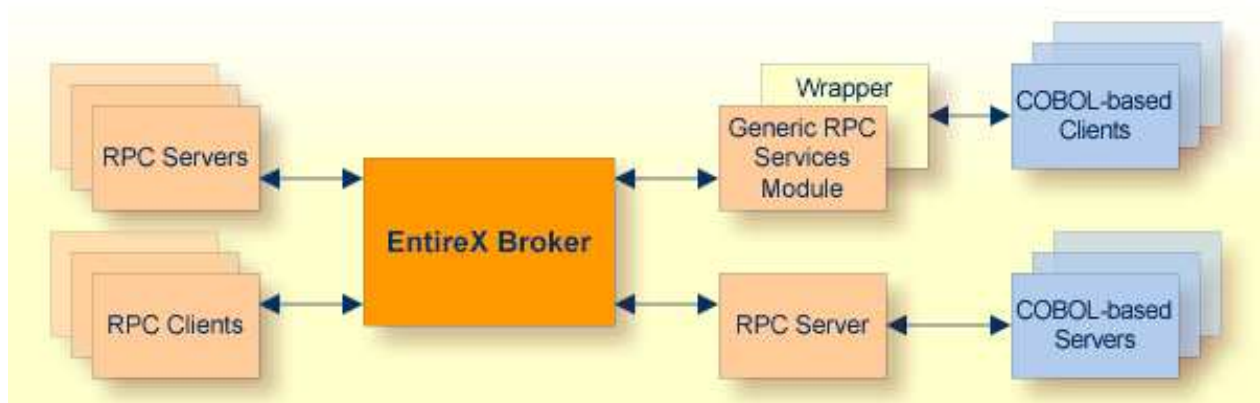 RPC Servers
RPC Clients
EntireX Broker
Wrapper
Generic RPC
Services
Module
RPC Server
COBOL-based
Clients
COBOL-based
Servers